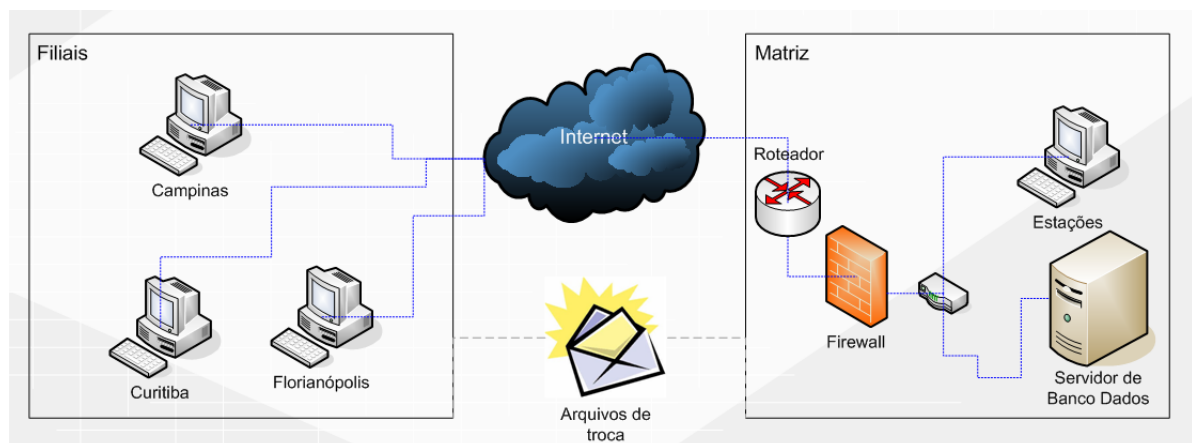 Filiais
Campinas
Curitiba
Florianópolis
Internet
Arquivos de
troca
Matriz
Roteador
Firewall
Estações
Servidor de
Banco Dados